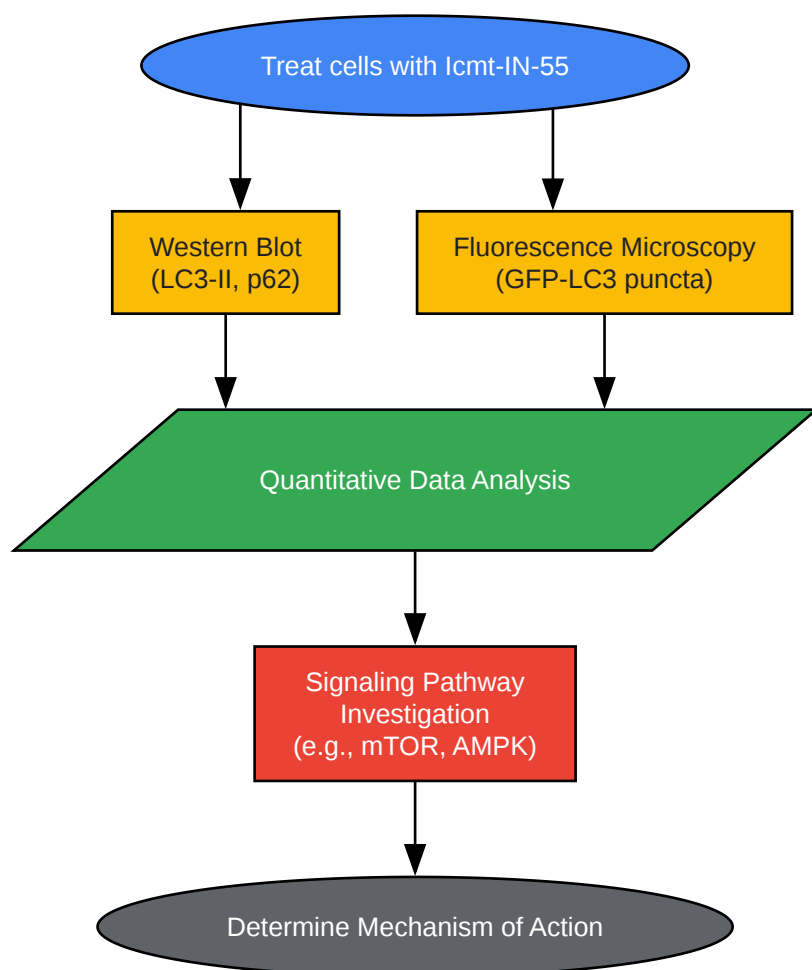 Treat cells with Icmt-IN-55
Western Blot
(LC3-II, p62)
Fluorescence Microscopy
(GFP-LC3 puncta)
Quantitative Data Analysis
Signaling Pathway
Investigation
(e.g., mTOR, AMPK)
Determine Mechanism of Action